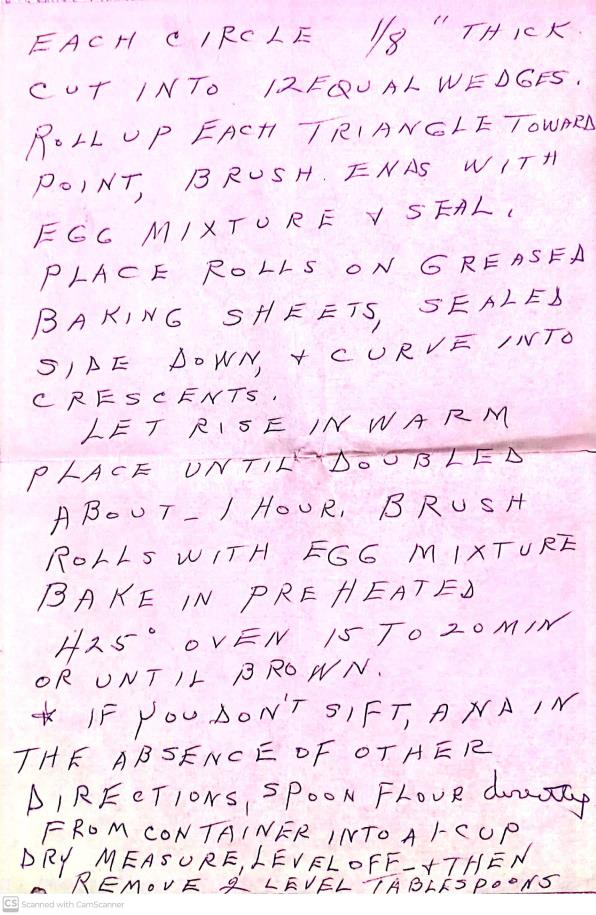 EACH CIRCLE 1/8 " THICK
CUT INTO 12 EQUAL WEDGES.
ROLL UP EACH TRIANGLE TOWARD
POINT, BRUSH. ENDS WITH
EGG MIXTURE & SEAL.
PLACE ROLLS ON GREASED
BAKING SHEETS, SEALED
SIDE DOWN, & CURVE INTO
CRESCENTS.
LET RISE IN WARM
PLACE UNTIL DOUBLED
ABOUT - 1 HOUR. BRUSH
ROLLS WITH EGG MIXTURE
BAKE IN PREHEATED
425° OVEN 15 TO 20 MIN
OR UNTIL BROWN.
* IF YOU DON'T SIFT, AND IN
THE ABSENCE OF OTHER
DIRECTIONS, SPOON FLOUR directly
FROM CONTAINER INTO A 1-CUP
DRY MEASURE, LEVEL OFF - & THEN
REMOVE 2 LEVEL TABLESPOONS
CS Scanned with CamScanner